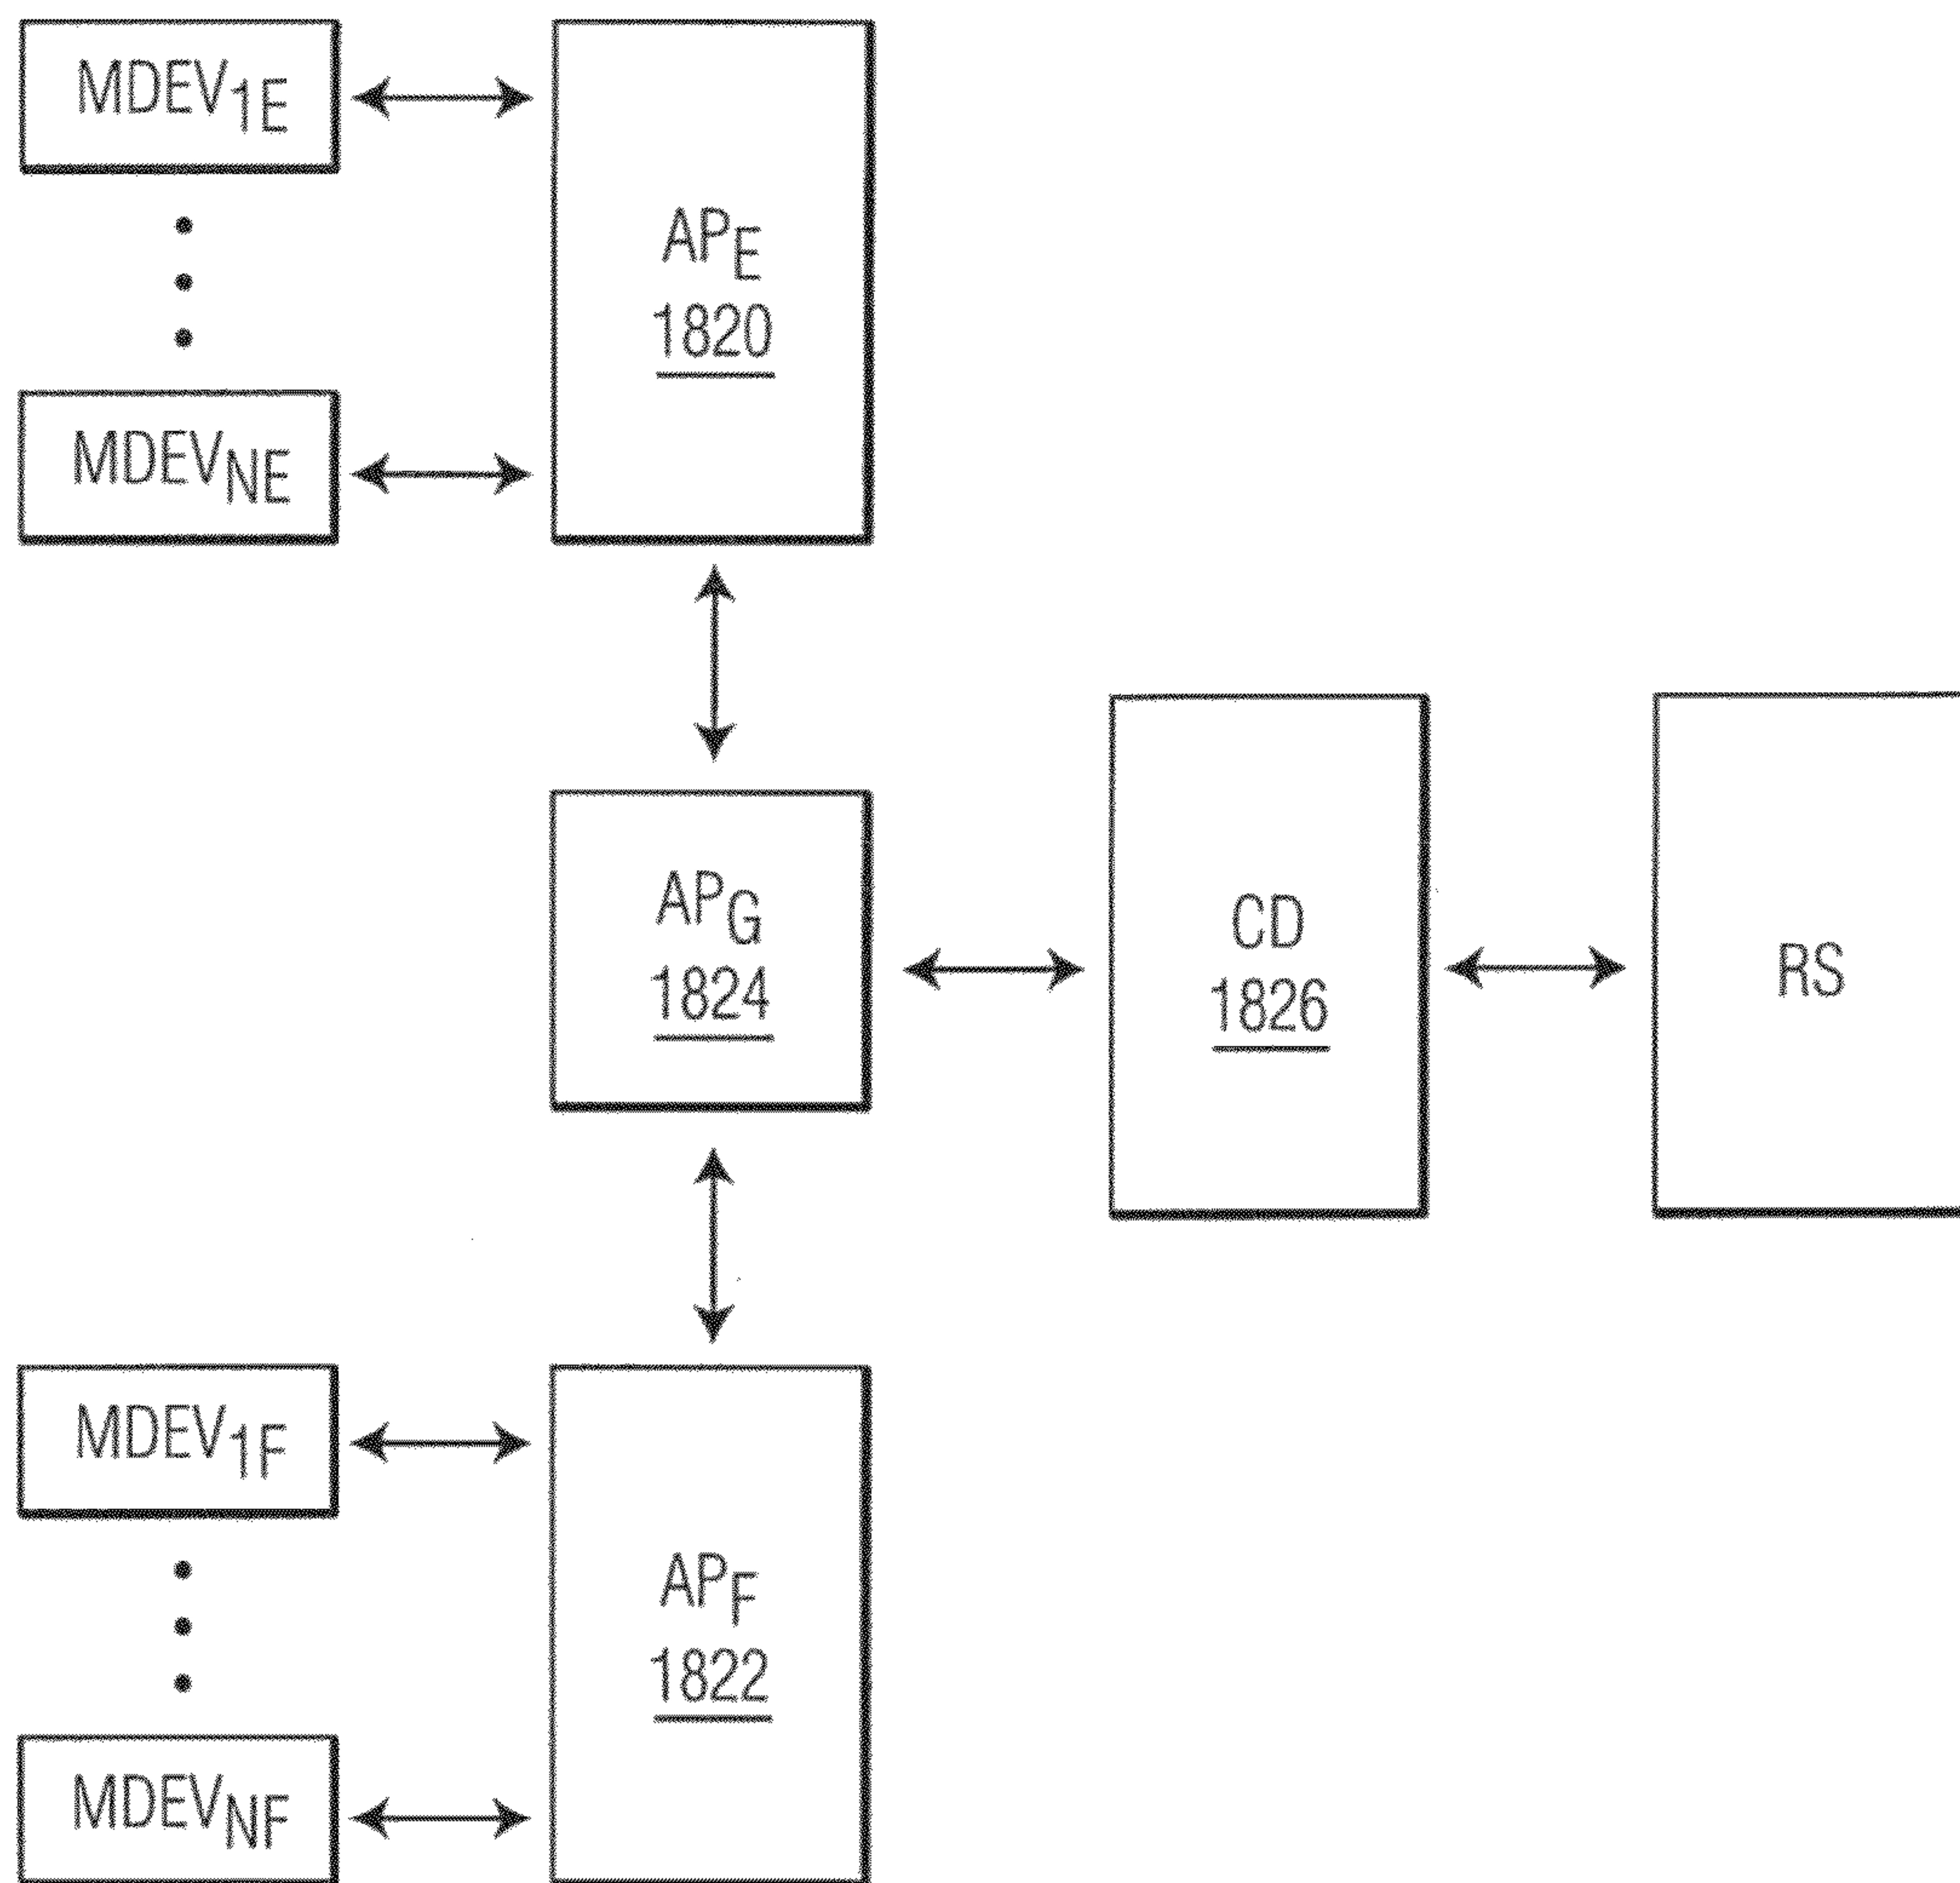 MDEV1E
APE
1820
MDEVNE
APG
1824
CD
1826
RS
MDEV1F
APF
1822
MDEVNF